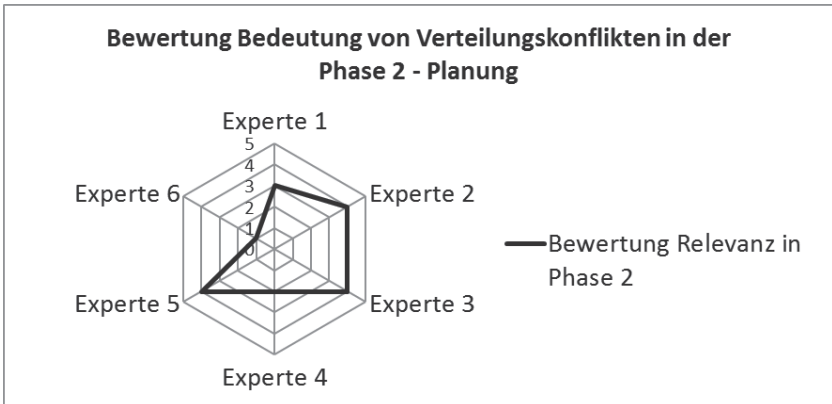 Bewertung Bedeutung von Verteilungskonflikten in der
Phase 2 - Planung
Experte 1
5
4
3
2
1
0
Experte 2
Experte 3
Experte 4
Experte 5
Experte 6
Bewertung Relevanz in
Phase 2